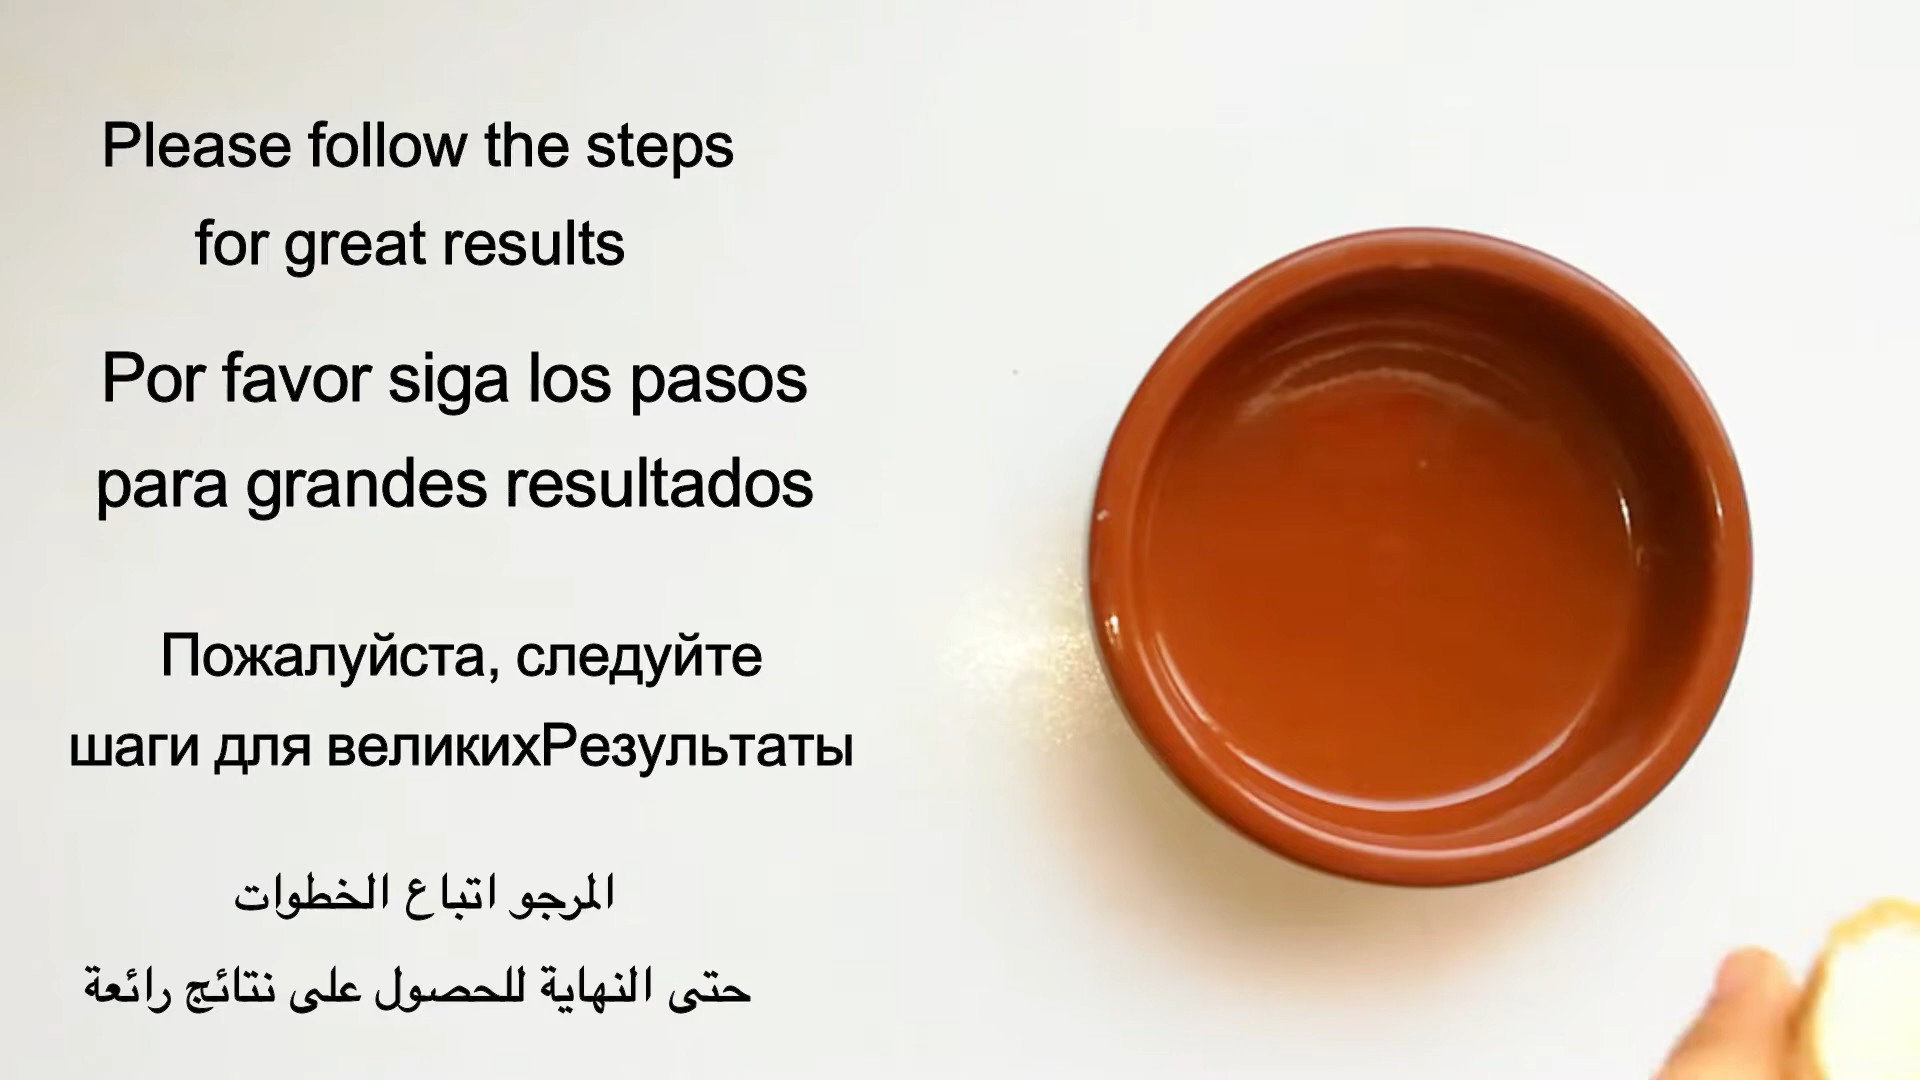 Please follow the steps
for great results
Por favor siga los pasos
para grandes resultados
Пожалуйста, следуйте
шаги для великихРезультаты
المرجو اتباع الخطوات
حتى النهاية للحصول على نتائج رائعة